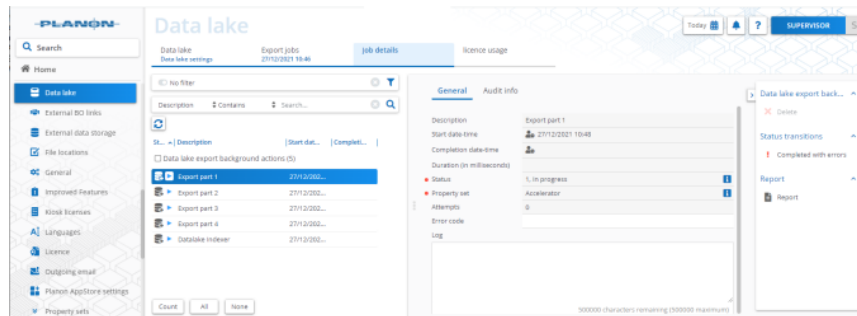 PLANON
Data lake
Today
?
SUPERVISOR
Search
Home
Data lake
External BO links
External data storage
File locations
General
Improved Features
Kiosk licenses
Languages
Licence
Outgoing email
Planon AppStore settings
Property sets
Data lake
Data lake settings
Export jobs
27/12/2021 10:46
Job details
licence usage
No filter
Description
Contains
Search...
St...
Description
Start dat...
Completi...
Data lake export background actions (5)
Export part 1
27/12/202...
Export part 2
27/12/202...
Export part 3
27/12/202...
Export part 4
27/12/202...
Datalake Indexer
27/12/202...
Count
All
None
General
Audit info
Description
Export part 1
Start date-time
27/12/2021 10:48
Completion date-time
Duration (in milliseconds)
Status
1, In progress
Property set
Accelerator
Attempts
0
Error code
Log
500000 (characters remaining (500000 maximum)
Data lake export back...
Delete
Status transitions
Completed with errors
Report
Report